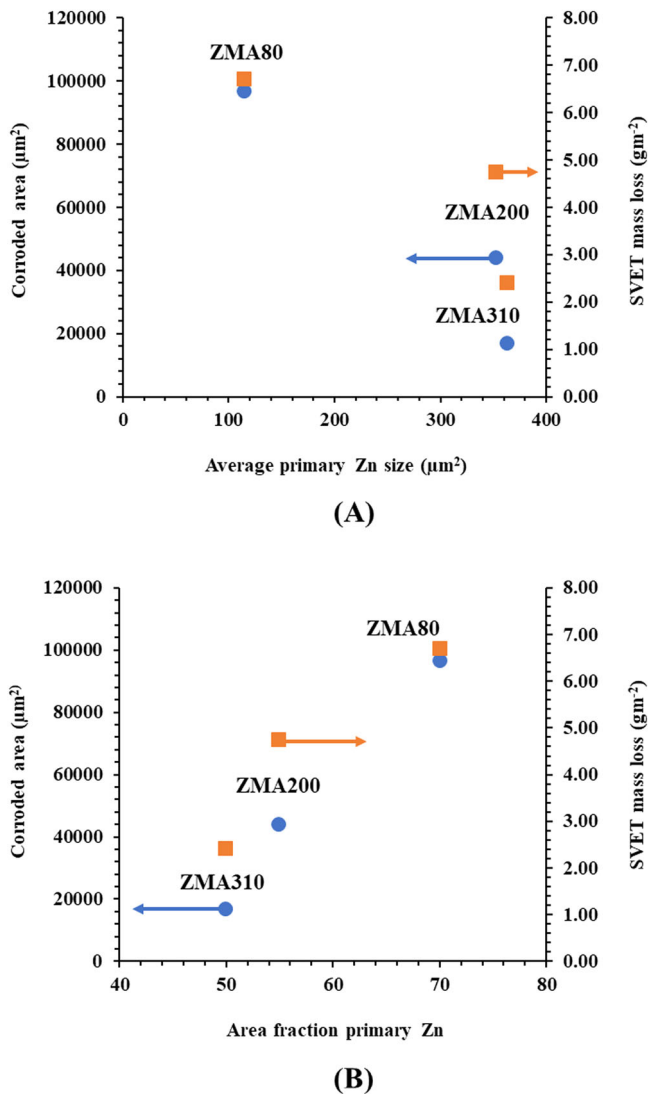 120000
100000
80000
60000
40000
20000
0
Corroded area (µm²)
8.00
7.00
6.00
5.00
4.00
3.00
2.00
1.00
0.00
SVET mass loss (gm⁻²)
ZMA80
ZMA200
ZMA310
0 100 200 300 400
Average primary Zn size (µm²)
(A)
120000
100000
80000
60000
40000
20000
0
Corroded area (µm²)
8.00
7.00
6.00
5.00
4.00
3.00
2.00
1.00
0.00
SVET mass loss (gm⁻²)
ZMA80
ZMA200
ZMA310
40 50 60 70 80
Area fraction primary Zn
(B)